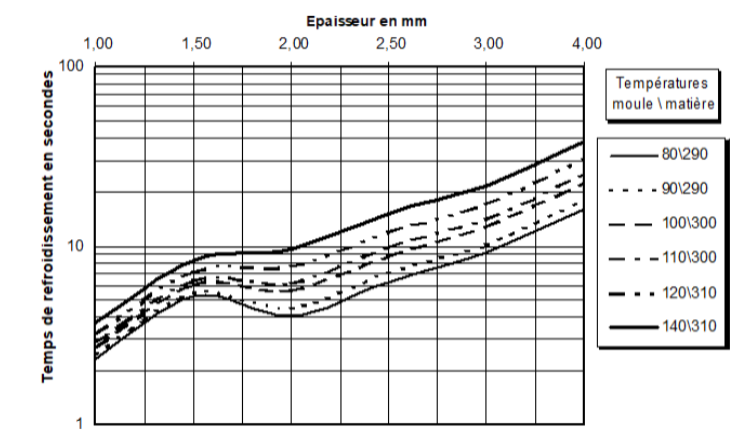 Epaisseur en mm
1,00 1,50 2,00 2,50 3,00 4,00
Temps de refroidissement en secondes
100
10
1
Températures
moule \ matière
80\290
90\290
100\300
110\300
120\310
140\310